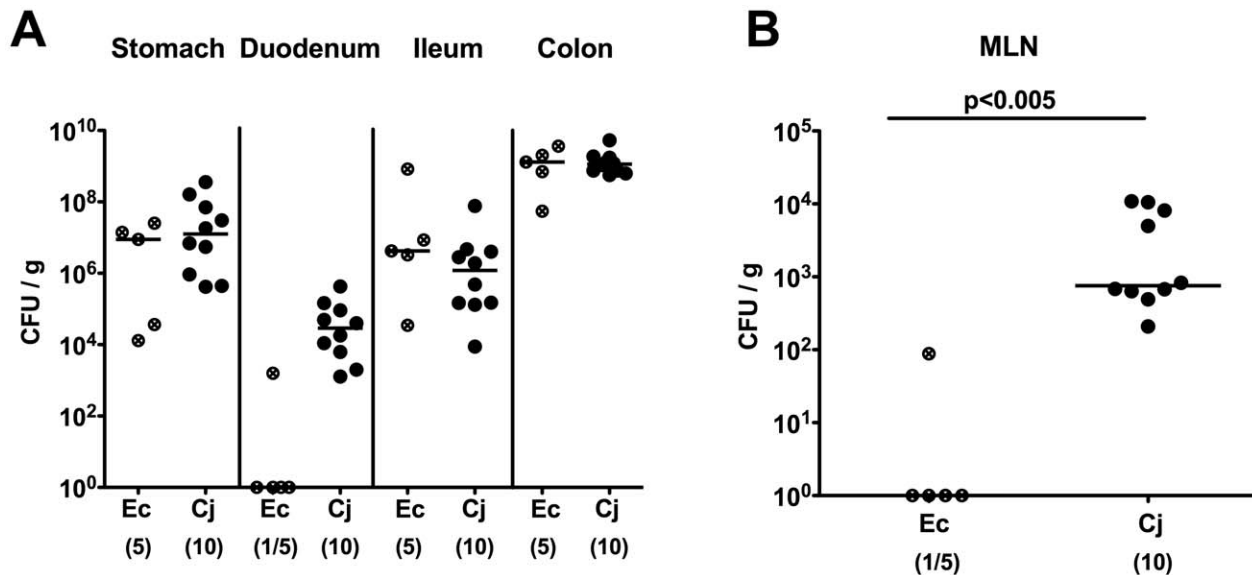 A
Stomach Duodenum Ileum Colon
CFU / g
10^10
10^8
10^6
10^4
10^2
10^0
Ec Cj Ec Cj Ec Cj Ec Cj
(5) (10) (1/5) (10) (5) (10) (5) (10)
B
MLN
p<0.005
CFU / g
10^5
10^4
10^3
10^2
10^1
10^0
Ec Cj
(1/5) (10)